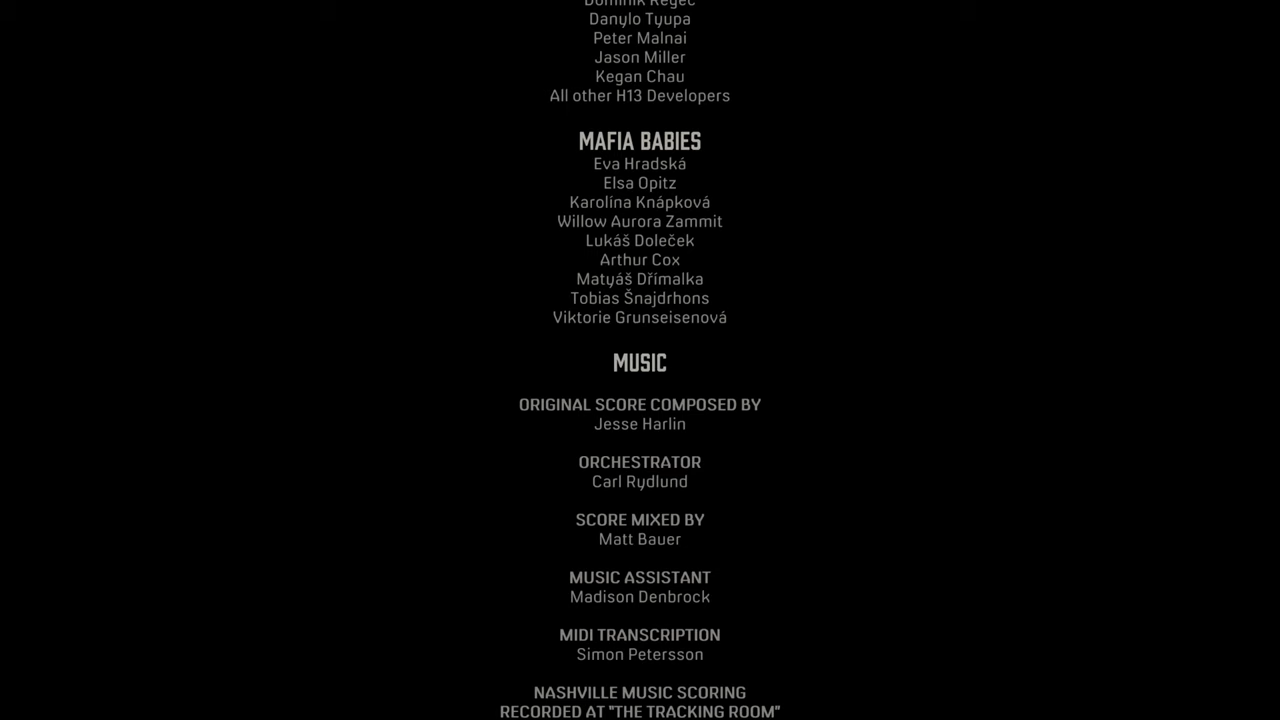 Dominik Regec
Danylo Tyupa
Peter Malnai
Jason Miller
Kegan Chau
All other H13 Developers
MAFIA BABIES
Eva Hradská
Elsa Opitz
Karolína Knápková
Willow Aurora Zammit
Lukáš Doleček
Arthur Cox
Matyáš Dřímalka
Tobias Šnajdrhons
Viktorie Grunseisenová
MUSIC
ORIGINAL SCORE COMPOSED BY
Jesse Harlin
ORCHESTRATOR
Carl Rydlund
SCORE MIXED BY
Matt Bauer
MUSIC ASSISTANT
Madison Denbrock
MIDI TRANSCRIPTION
Simon Petersson
NASHVILLE MUSIC SCORING
RECORDED AT "THE TRACKING ROOM"